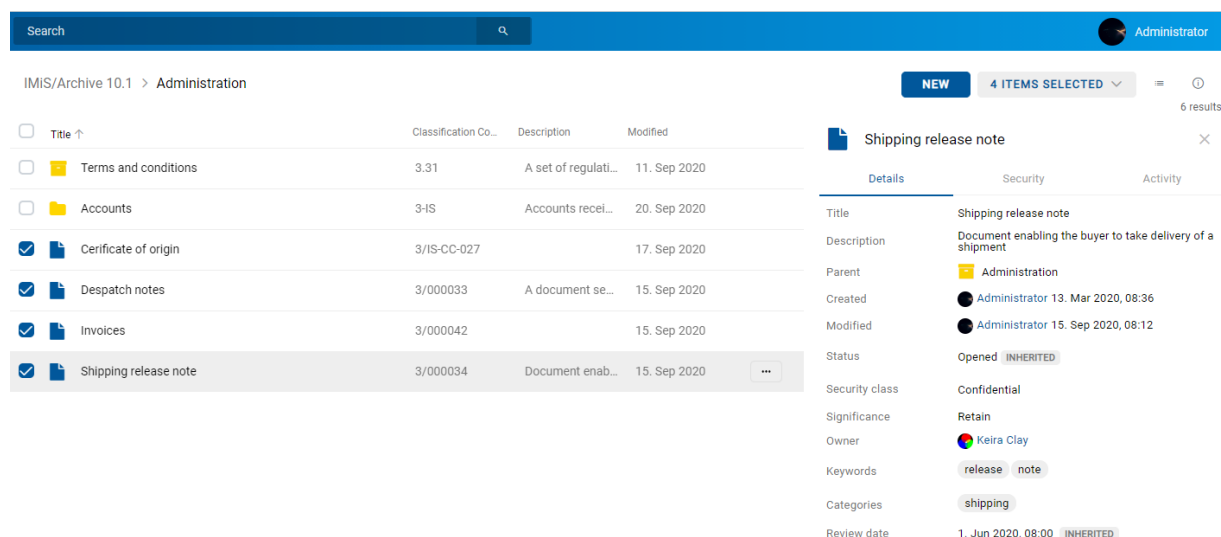 Search
Administrator
IMiS/Archive 10.1 > Administration
NEW
4 ITEMS SELECTED
6 results
Title ↑ Classification Co... Description Modified
Terms and conditions 3.31 A set of regulati... 11. Sep 2020
Accounts 3-IS Accounts recei... 20. Sep 2020
Cerificate of origin 3/IS-CC-027 17. Sep 2020
Despatch notes 3/000033 A document se... 15. Sep 2020
Invoices 3/000042 15. Sep 2020
Shipping release note 3/000034 Document enab... 15. Sep 2020 ...
Shipping release note
Details Security Activity
Title Shipping release note
Description Document enabling the buyer to take delivery of a
shipment
Parent Administration
Created Administrator 13. Mar 2020, 08:36
Modified Administrator 15. Sep 2020, 08:12
Status Opened INHERITED
Security class Confidential
Significance Retain
Owner Keira Clay
Keywords release note
Categories shipping
Review date 1. Jun 2020, 08:00 INHERITED